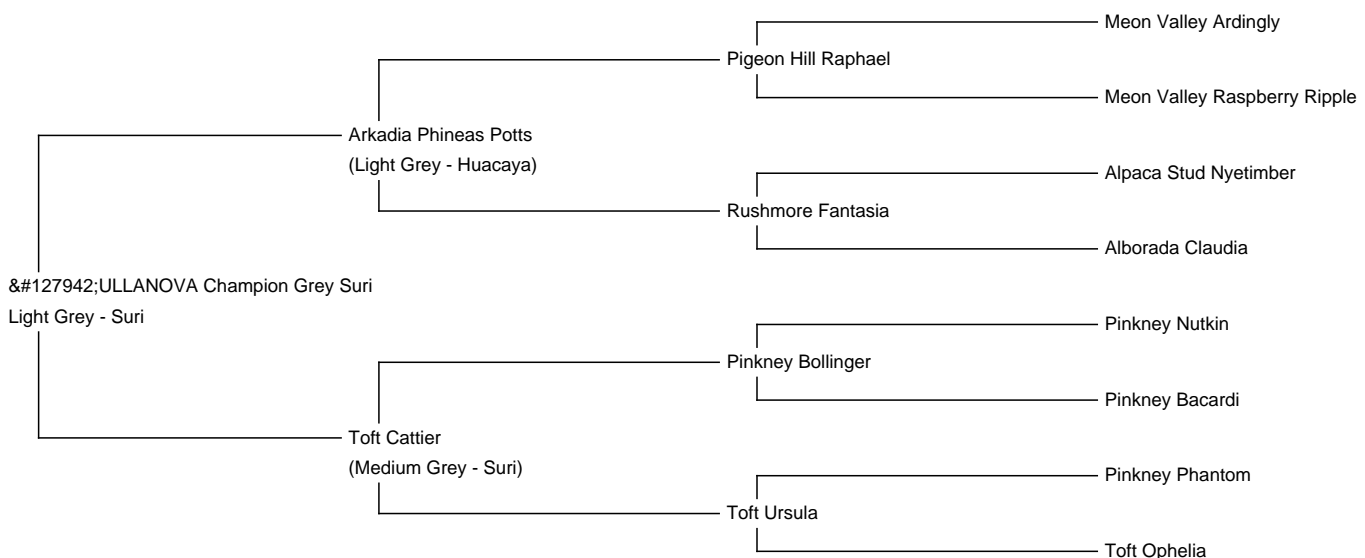 Meon Valley Ardingly
Pigeon Hill Raphael
Meon Valley Raspberry Ripple
Arkadia Phineas Potts
(Light Grey - Huacaya)
Alpaca Stud Nyetimber
Rushmore Fantasia
Alborada Claudia
&#127942;ULLANOVA Champion Grey Suri
Light Grey - Suri
Pinkney Nutkin
Pinkney Bollinger
Pinkney Bacardi
Toft Cattier
(Medium Grey - Suri)
Pinkney Phantom
Toft Ursula
Toft Ophelia